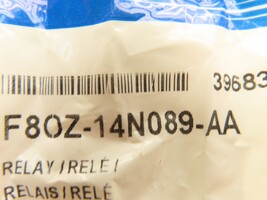 39683
F8OZ-14N089-AA
RELAY/RELÉ/
RELAIS/RELÉ